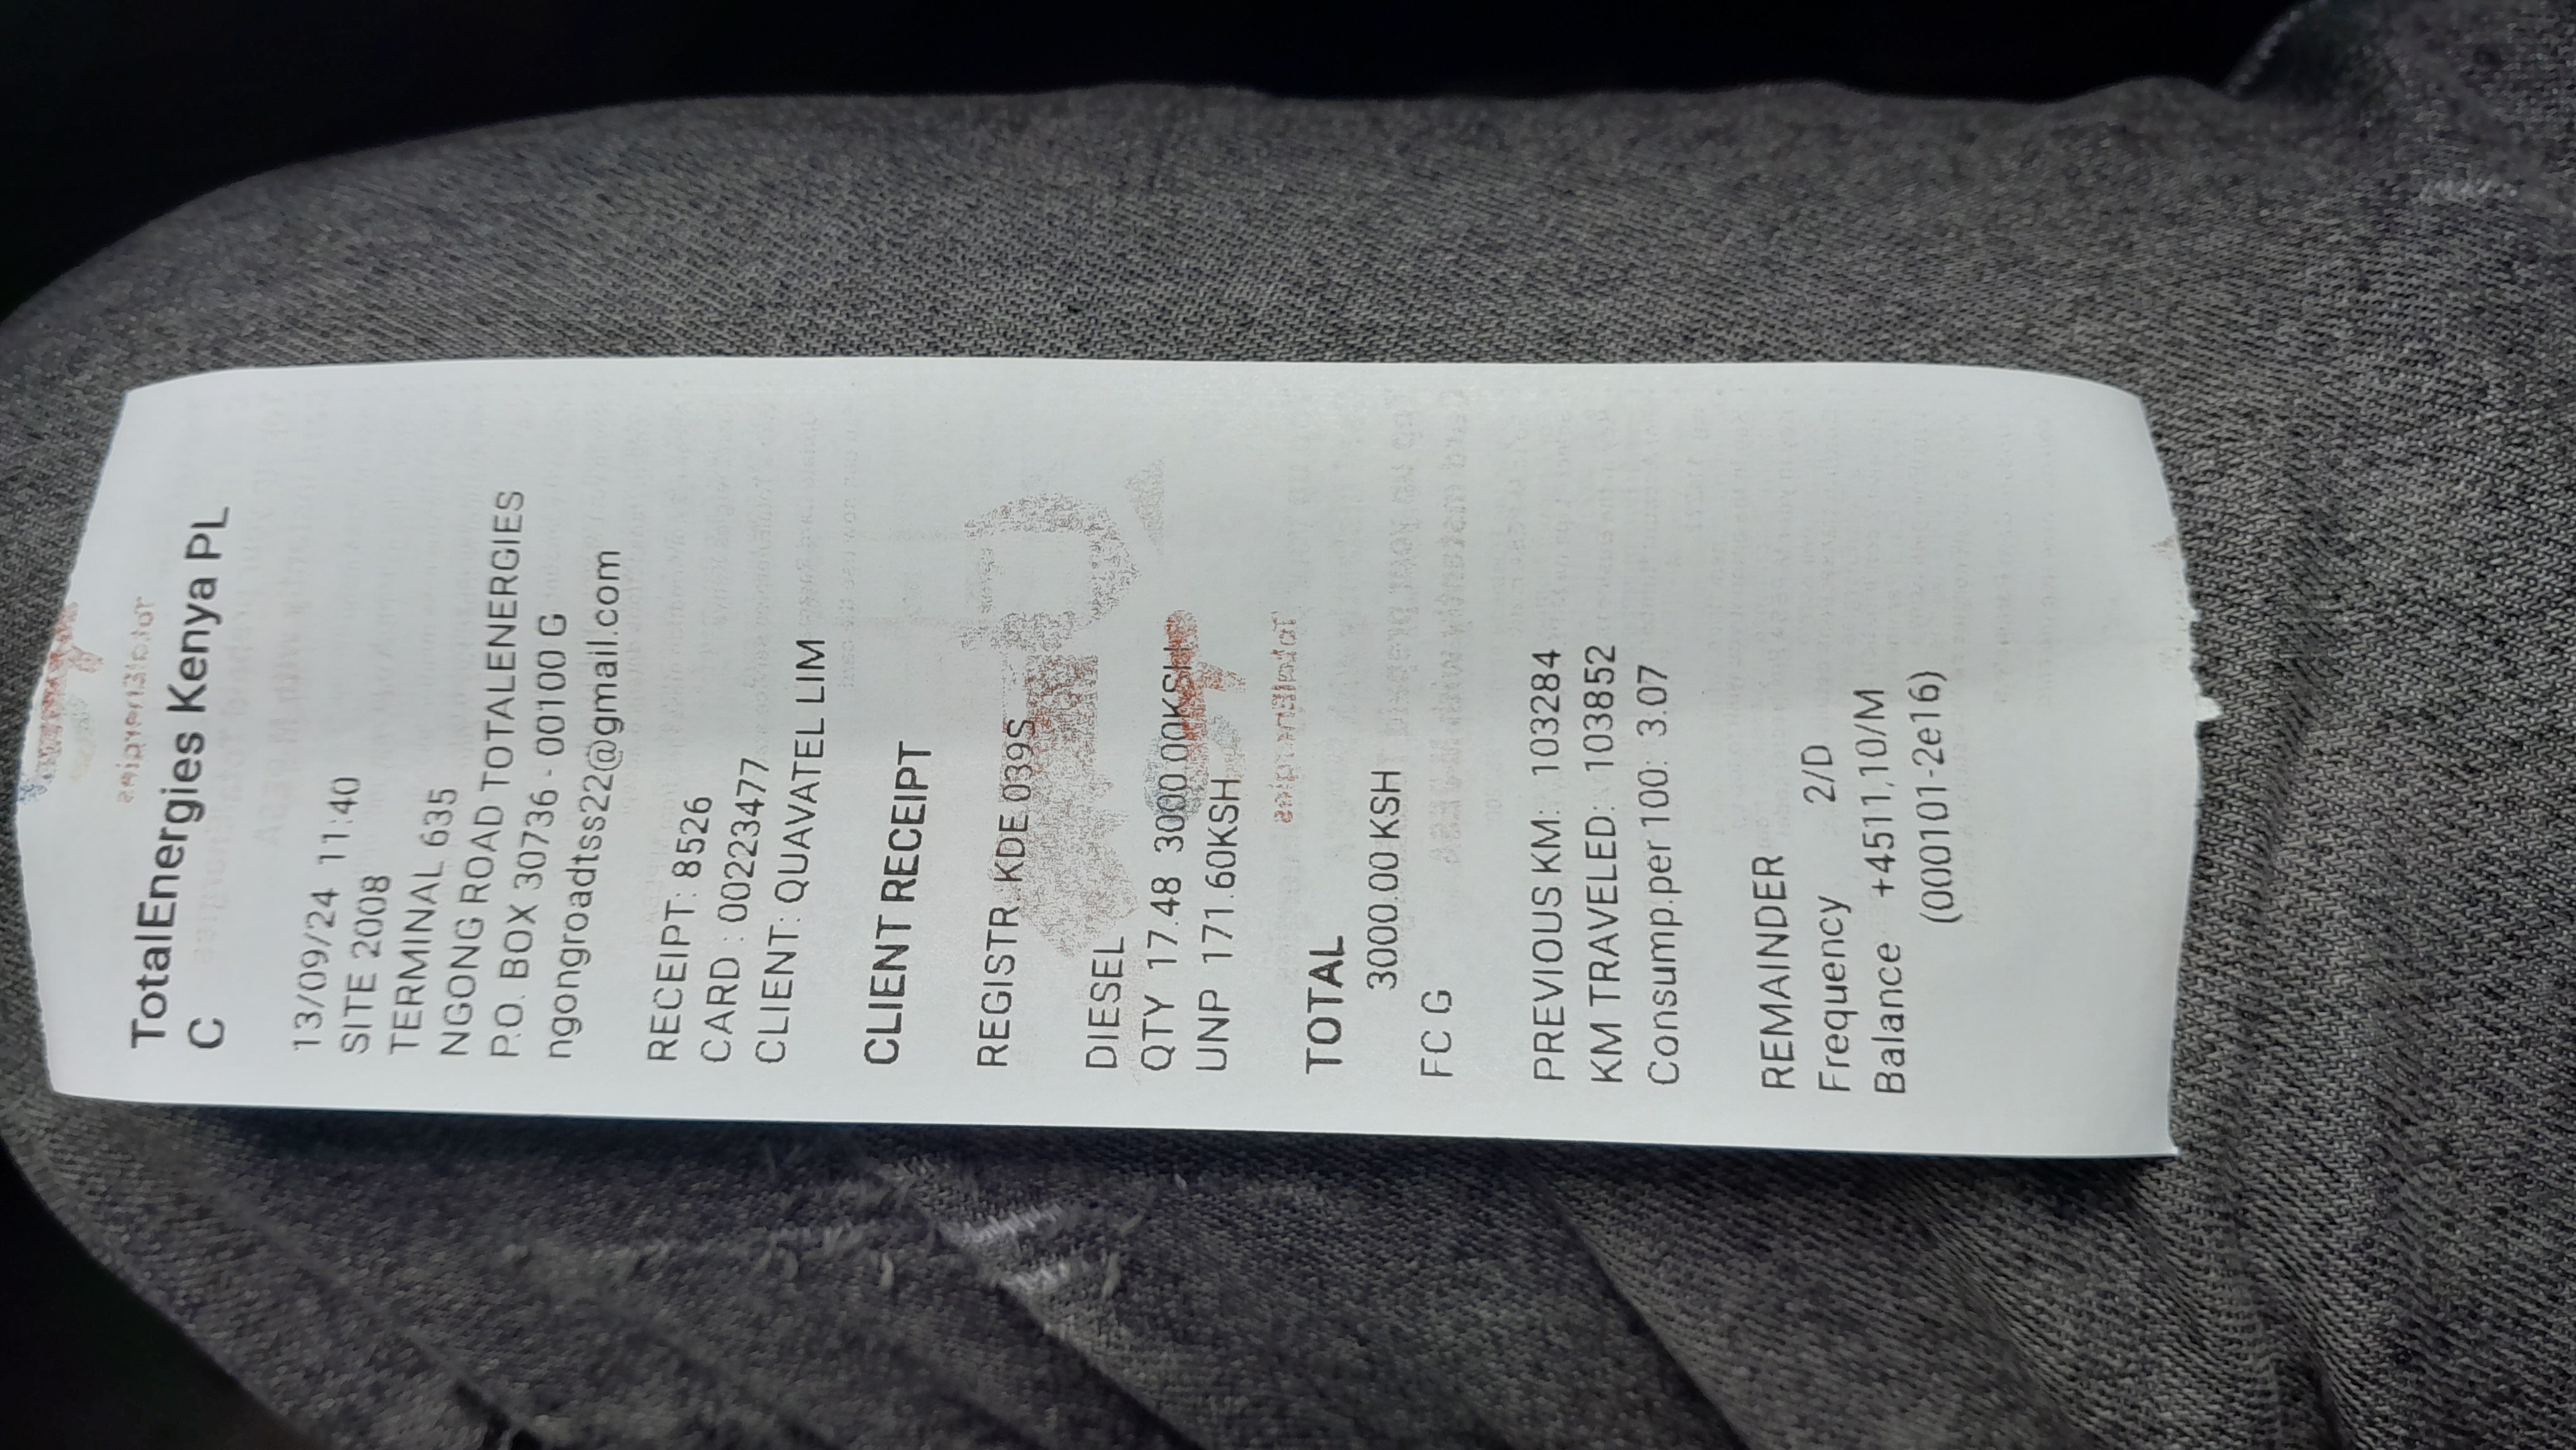 TotalEnergies Kenya PL
C
13/09/24 11:40
SITE 2008
TERMINAL 635
NGONG ROAD TOTALENERGIES
P.O. BOX 30736 - 00100 G
ngongroadtss22@gmail.com
RECEIPT: 8526
CARD : 00223477
CLIENT: QUAVATEL LIM
CLIENT RECEIPT
REGISTR. KDE 039S
DIESEL
QTY 17.48 3000.00KSH
UNP 171.60KSH
TOTAL
3000.00 KSH
FC G
PREVIOUS KM: 103284
KM TRAVELED: 103852
Consump.per 100: 3.07
REMAINDER
Frequency 2/D
Balance +4511,10/M
(000101-2e16)